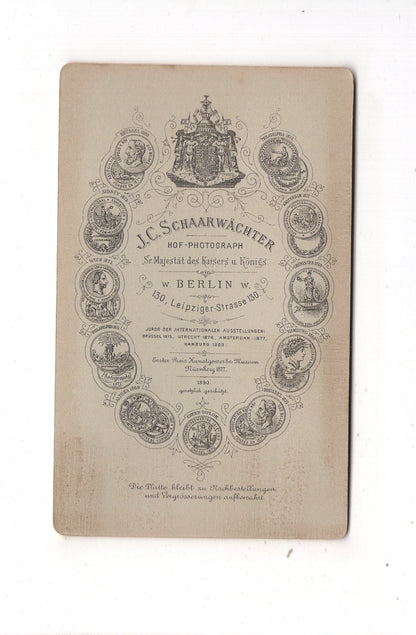 J. C. SCHAARWÄCHTER
HOF-PHOTOGRAPH
Sr Majestät des Kaisers u. Königs
W. BERLIN W.
130, Leipziger-Strasse 130.
JUROR DER INTERNATIONALEN AUSSTELLUNGEN:
BRÜSSEL 1875, UTRECHT 1876, AMSTERDAM 1877,
HAMBURG 1889.
Erster Preis Kunstgewerbe Museum
Nürnberg 1877.
1890.
gesetzlich geschützt.
Die Platte bleibt zu Nachbestellungen
und Vergrösserungen aufbewahrt.